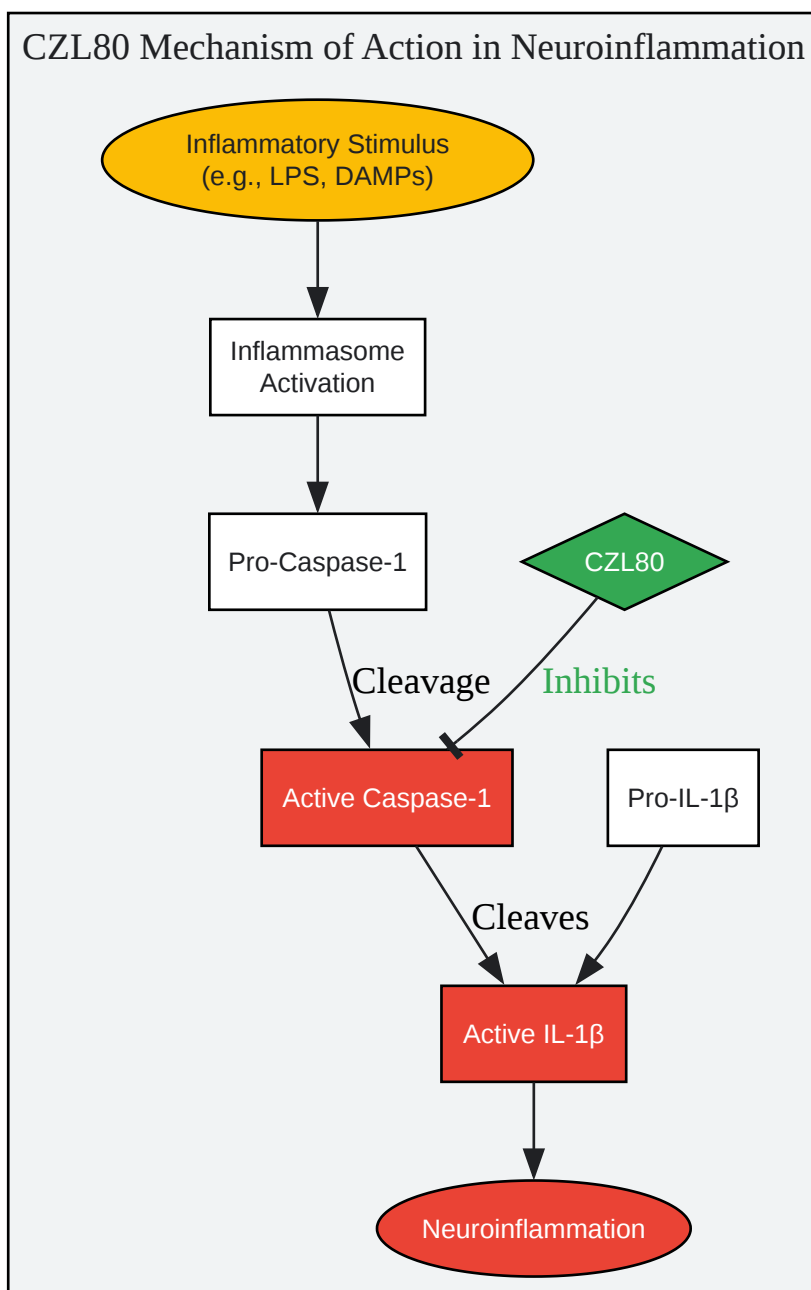 CZL80 Mechanism of Action in Neuroinflammation
Inflammatory Stimulus
(e.g., LPS, DAMPs)
Inflammasome
Activation
Pro-Caspase-1
CZL80
Cleavage
Inhibits
Active Caspase-1
Pro-IL-1β
Cleaves
Active IL-1β
Neuroinflammation